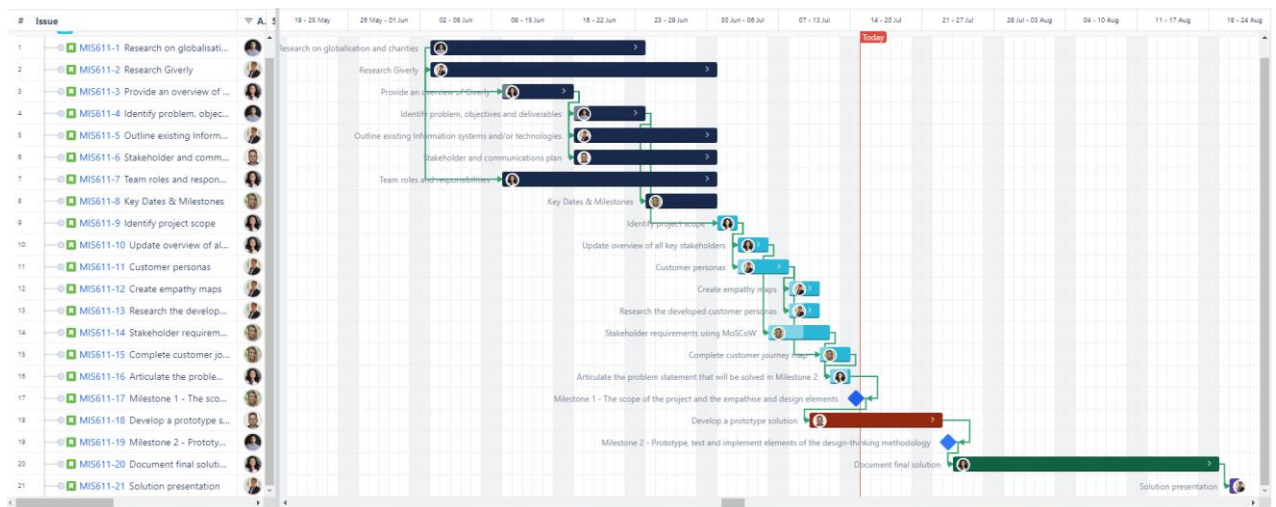 # Issue A. S 19 - 25 May 26 May - 01 Jun 02 - 08 Jun 09 - 15 Jun 16 - 22 Jun 23 - 29 Jun 30 Jun - 06 Jul 07 - 13 Jul 14 - 20 Jul 21 - 27 Jul 28 Jul - 03 Aug 04 - 10 Aug 11 - 17 Aug 18 - 24 Aug
Today
1 MIS611-1 Research on globalisati... Research on globalisation and charities
2 MIS611-2 Research Giverly Research Giverly
3 MIS611-3 Provide an overview of ... Provide an overview of Giverly
4 MIS611-4 Identify problem, objec... Identify problem, objectives and deliverables
5 MIS611-5 Outline existing Inform... Outline existing Information systems and/or technologies
6 MIS611-6 Stakeholder and comm... Stakeholder and communications plan
7 MIS611-7 Team roles and respon... Team roles and responsibilities
8 MIS611-8 Key Dates & Milestones Key Dates & Milestones
9 MIS611-9 Identify project scope Identify project scope
10 MIS611-10 Update overview of al... Update overview of all key stakeholders
11 MIS611-11 Customer personas Customer personas
12 MIS611-12 Create empathy maps Create empathy maps
13 MIS611-13 Research the develop... Research the developed customer personas
14 MIS611-14 Stakeholder requirem... Stakeholder requirements using MoSCoW
15 MIS611-15 Complete customer jo... Complete customer journey map
16 MIS611-16 Articulate the proble... Articulate the problem statement that will be solved in Milestone 2
17 MIS611-17 Milestone 1 - The sco... Milestone 1 - The scope of the project and the empathise and design elements
18 MIS611-18 Develop a prototype s... Develop a prototype solution
19 MIS611-19 Milestone 2 - Prototy... Milestone 2 - Prototype, test and implement elements of the design-thinking methodology
20 MIS611-20 Document final soluti... Document final solution
21 MIS611-21 Solution presentation Solution presentation